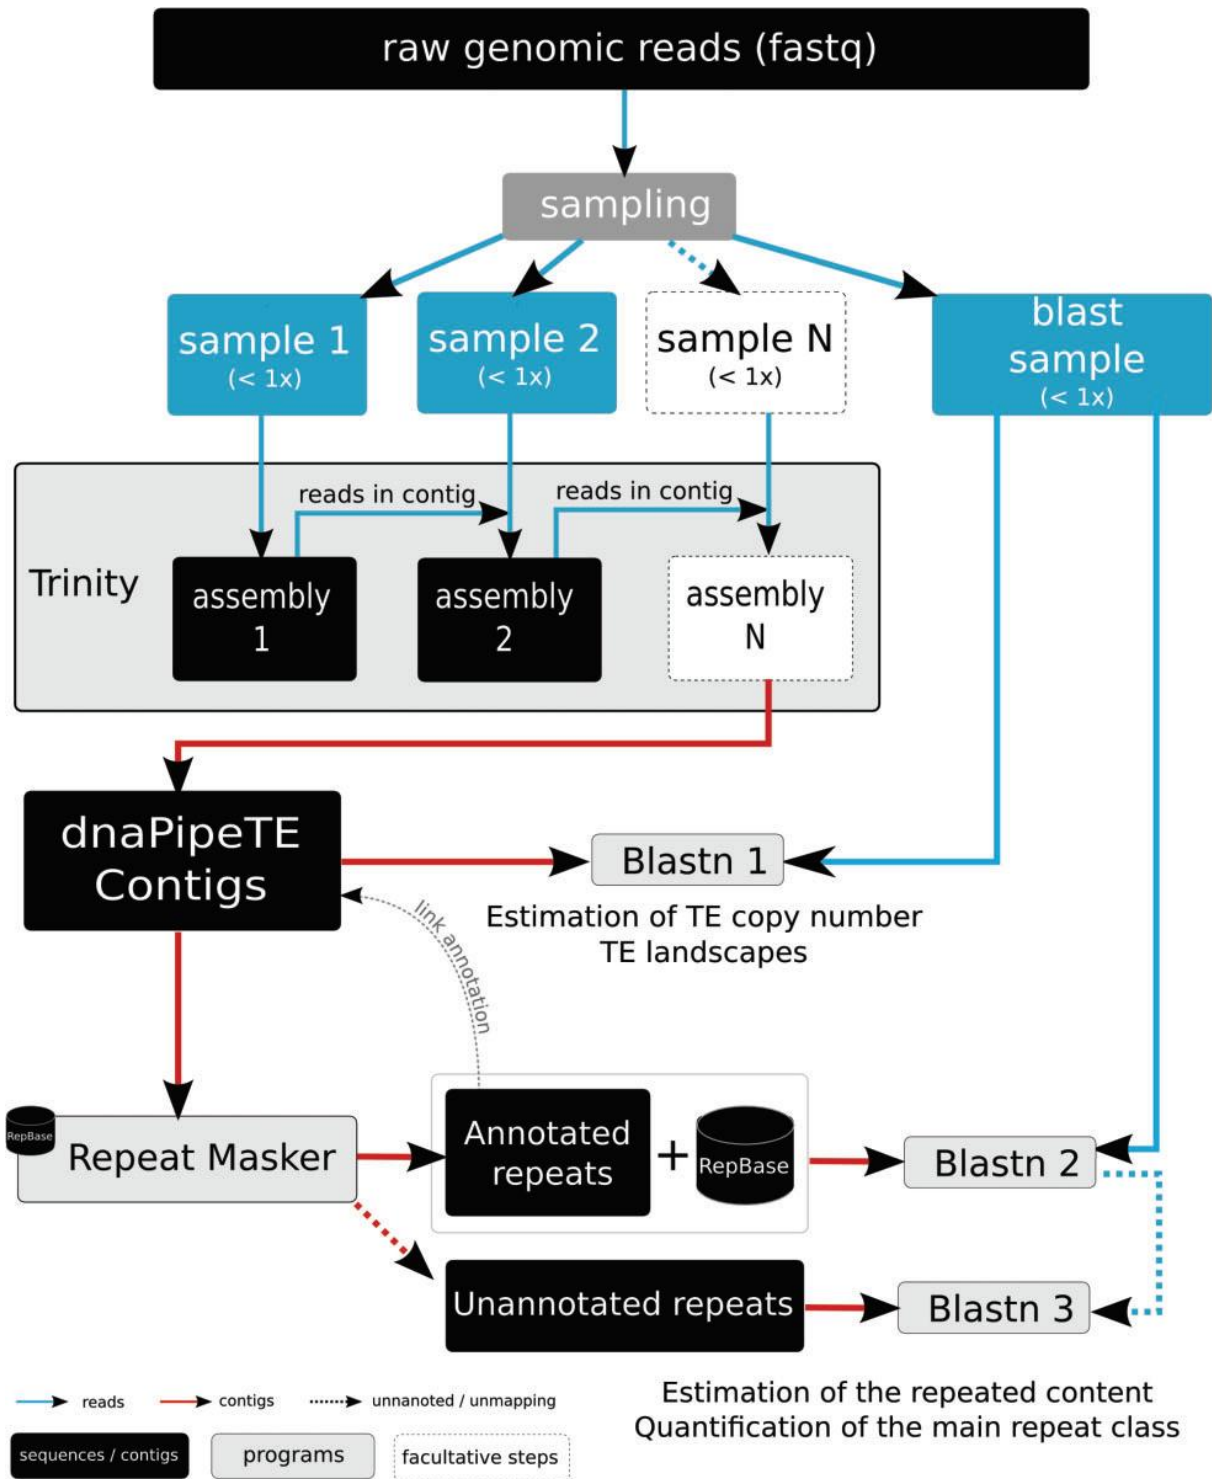 raw genomic reads (fastq)
sampling
sample 1
(< 1x)
sample 2
(< 1x)
sample N
(< 1x)
blast
sample
(< 1x)
reads in contig
reads in contig
Trinity
assembly
1
assembly
2
assembly
N
dnaPipeTE
Contigs
Blastn 1
Estimation of TE copy number
TE landscapes
link annotation
RepBase
Repeat Masker
Annotated
repeats
+
RepBase
Blastn 2
Unannotated repeats
Blastn 3
reads
contigs
unnanoted / unmapping
Estimation of the repeated content
Quantification of the main repeat class
sequences / contigs
programs
facultative steps